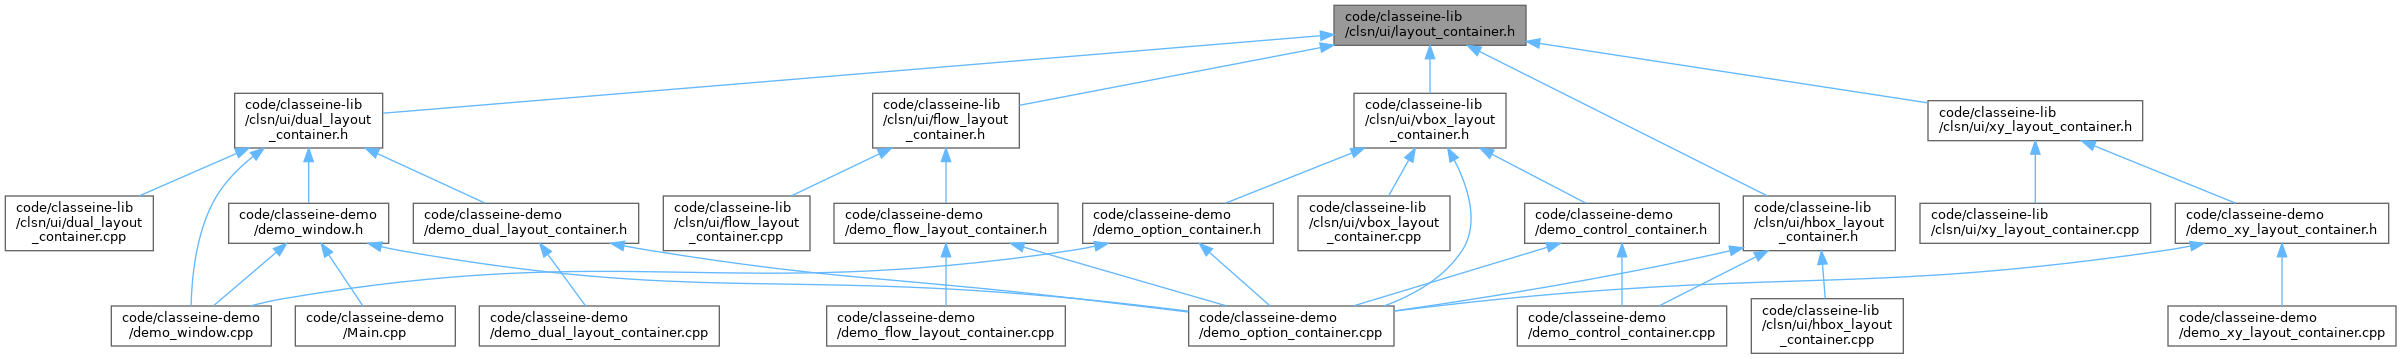 code/classeine-lib
/clsn/ui/layout_container.h
code/classeine-lib
/clsn/ui/dual_layout
_container.h
code/classeine-lib
/clsn/ui/flow_layout
_container.h
code/classeine-lib
/clsn/ui/vbox_layout
_container.h
code/classeine-lib
/clsn/ui/xy_layout_container.h
code/classeine-lib
/clsn/ui/dual_layout
_container.cpp
code/classeine-demo
/demo_window.h
code/classeine-demo
/demo_dual_layout_container.h
code/classeine-lib
/clsn/ui/flow_layout
_container.cpp
code/classeine-demo
/demo_flow_layout_container.h
code/classeine-demo
/demo_option_container.h
code/classeine-lib
/clsn/ui/vbox_layout
_container.cpp
code/classeine-demo
/demo_control_container.h
code/classeine-lib
/clsn/ui/hbox_layout
_container.h
code/classeine-lib
/clsn/ui/xy_layout_container.cpp
code/classeine-demo
/demo_xy_layout_container.h
code/classeine-demo
/demo_window.cpp
code/classeine-demo
/Main.cpp
code/classeine-demo
/demo_dual_layout_container.cpp
code/classeine-demo
/demo_flow_layout_container.cpp
code/classeine-demo
/demo_option_container.cpp
code/classeine-demo
/demo_control_container.cpp
code/classeine-lib
/clsn/ui/hbox_layout
_container.cpp
code/classeine-demo
/demo_xy_layout_container.cpp